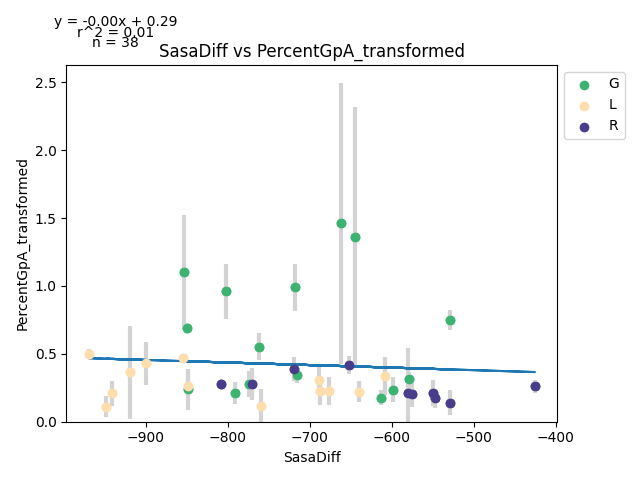 y = -0.00x + 0.29
r^2 = 0.01
n = 38
SasaDiff vs PercentGpA_transformed
G
L
R
PercentGpA_transformed
2.5
2.0
1.5
1.0
0.5
0.0
−900 −800 −700 −600 −500 −400
SasaDiff